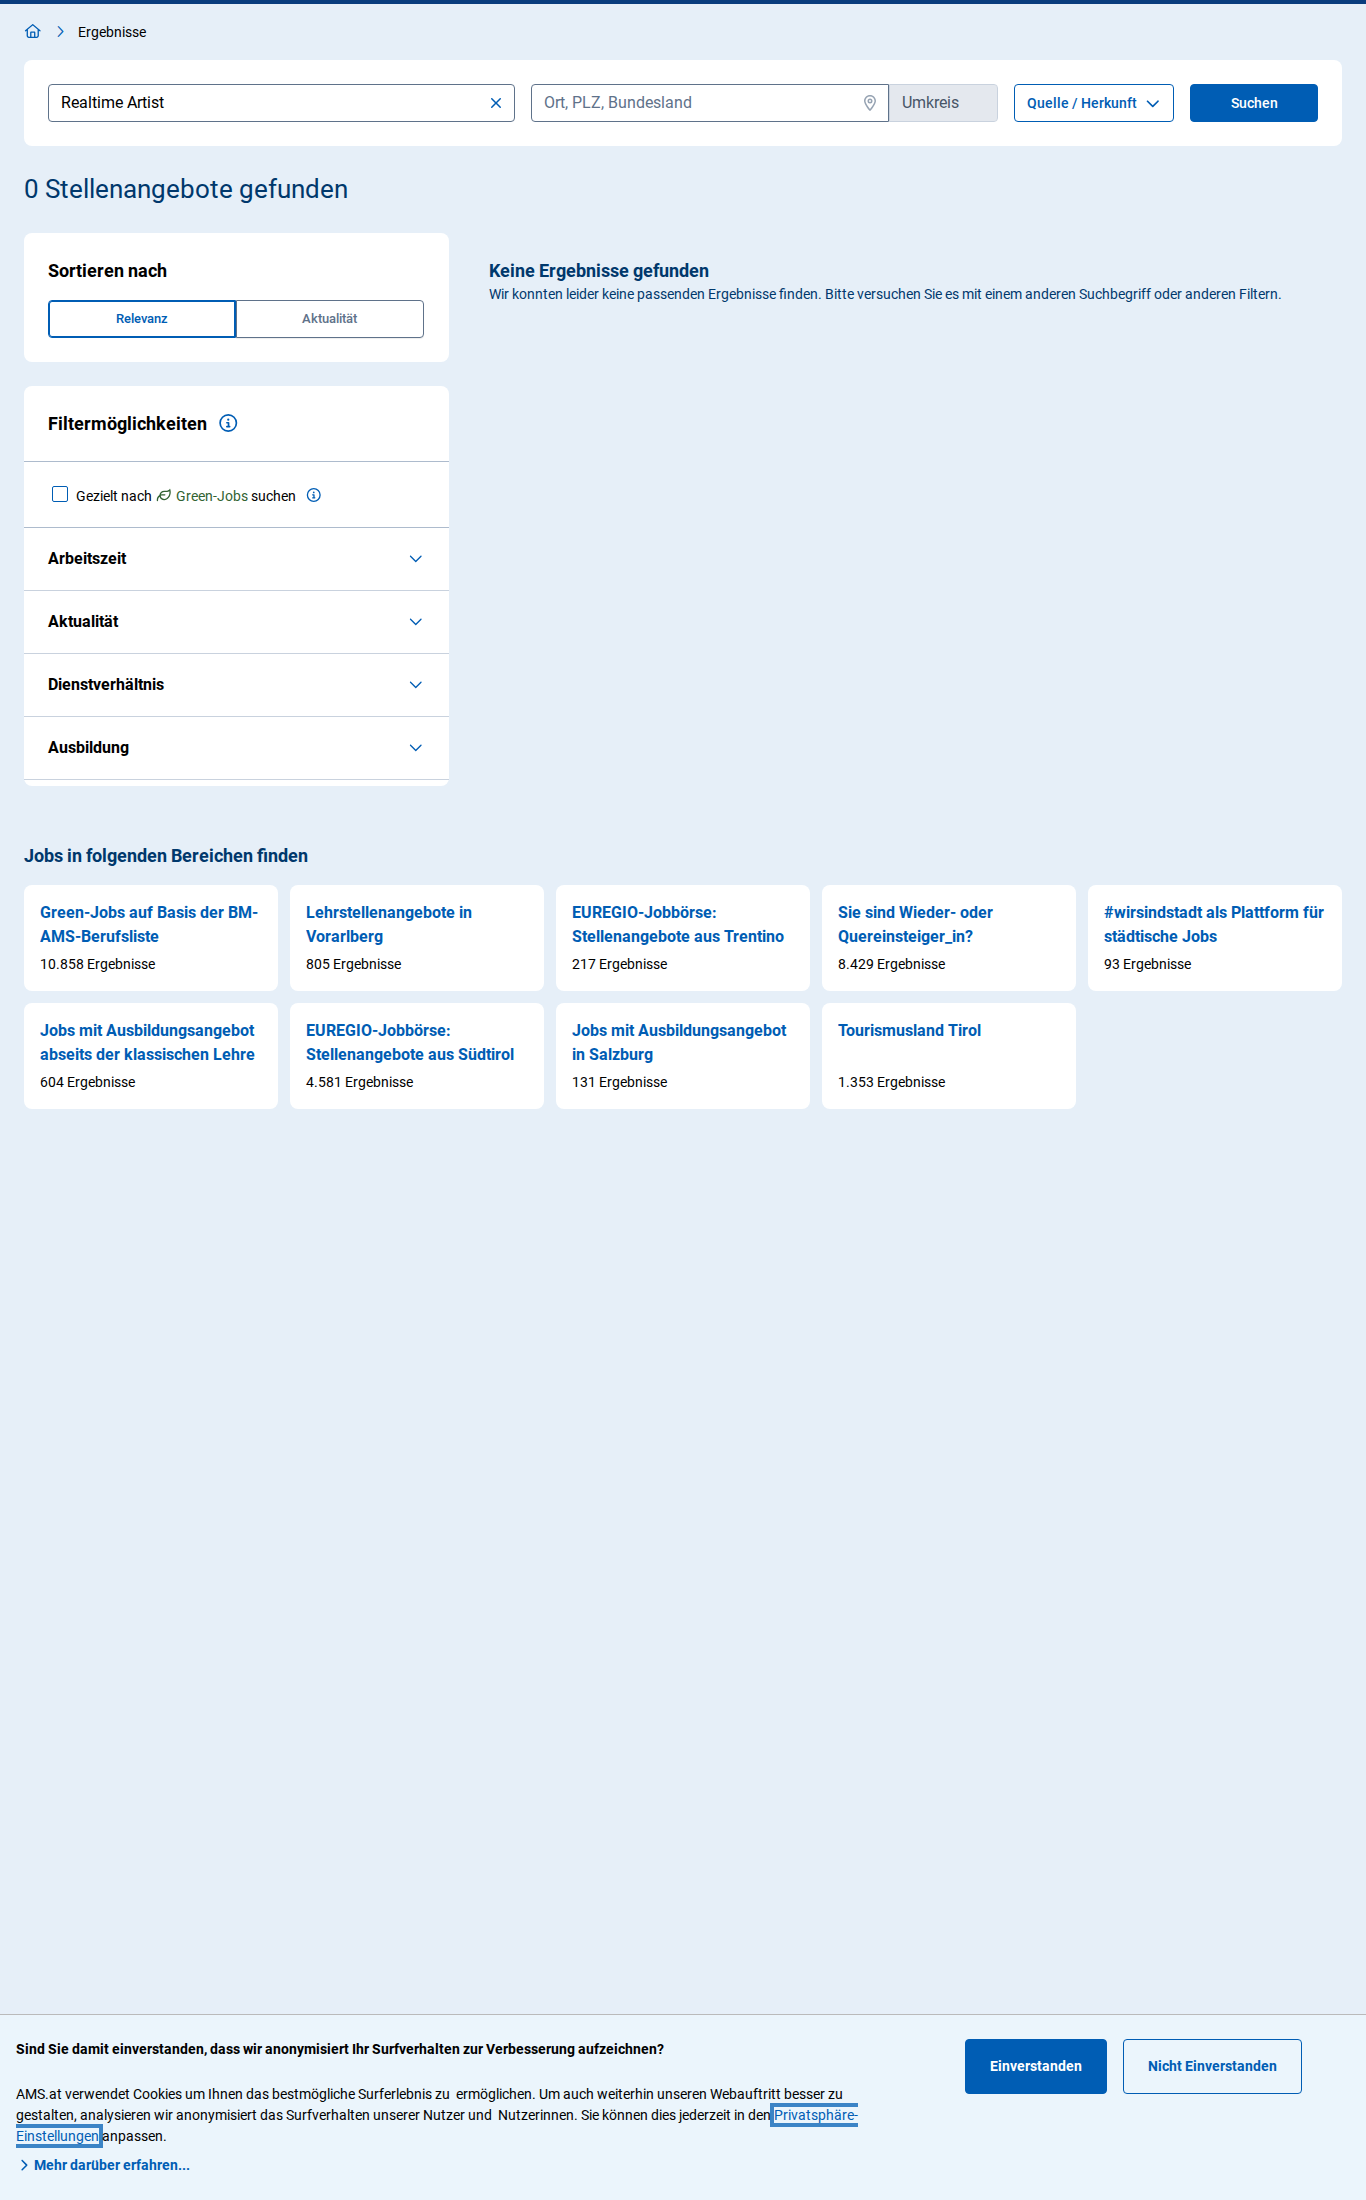 Ergebnisse
Realtime Artist
Ort, PLZ, Bundesland
Umkreis
Quelle / Herkunft
Suchen
0 Stellenangebote gefunden
Sortieren nach
Relevanz
Aktualität
Keine Ergebnisse gefunden
Wir konnten leider keine passenden Ergebnisse finden. Bitte versuchen Sie es mit einem anderen Suchbegriff oder anderen Filtern.
Filtermöglichkeiten
Gezielt nach Green-Jobs suchen
Arbeitszeit
Aktualität
Dienstverhältnis
Ausbildung
Jobs in folgenden Bereichen finden
Green-Jobs auf Basis der BM-
AMS-Berufsliste
10.858 Ergebnisse
Lehrstellenangebote in
Vorarlberg
805 Ergebnisse
EUREGIO-Jobbörse:
Stellenangebote aus Trentino
217 Ergebnisse
Sie sind Wieder- oder
Quereinsteiger_in?
8.429 Ergebnisse
#wirsindstadt als Plattform für
städtische Jobs
93 Ergebnisse
Jobs mit Ausbildungsangebot
abseits der klassischen Lehre
604 Ergebnisse
EUREGIO-Jobbörse:
Stellenangebote aus Südtirol
4.581 Ergebnisse
Jobs mit Ausbildungsangebot
in Salzburg
131 Ergebnisse
Tourismusland Tirol
1.353 Ergebnisse
Sind Sie damit einverstanden, dass wir anonymisiert Ihr Surfverhalten zur Verbesserung aufzeichnen?
AMS.at verwendet Cookies um Ihnen das bestmögliche Surferlebnis zu ermöglichen. Um auch weiterhin unseren Webauftritt besser zu
gestalten, analysieren wir anonymisiert das Surfverhalten unserer Nutzer und Nutzerinnen. Sie können dies jederzeit in den Privatsphäre-
Einstellungen anpassen.
Mehr darüber erfahren...
Einverstanden
Nicht Einverstanden